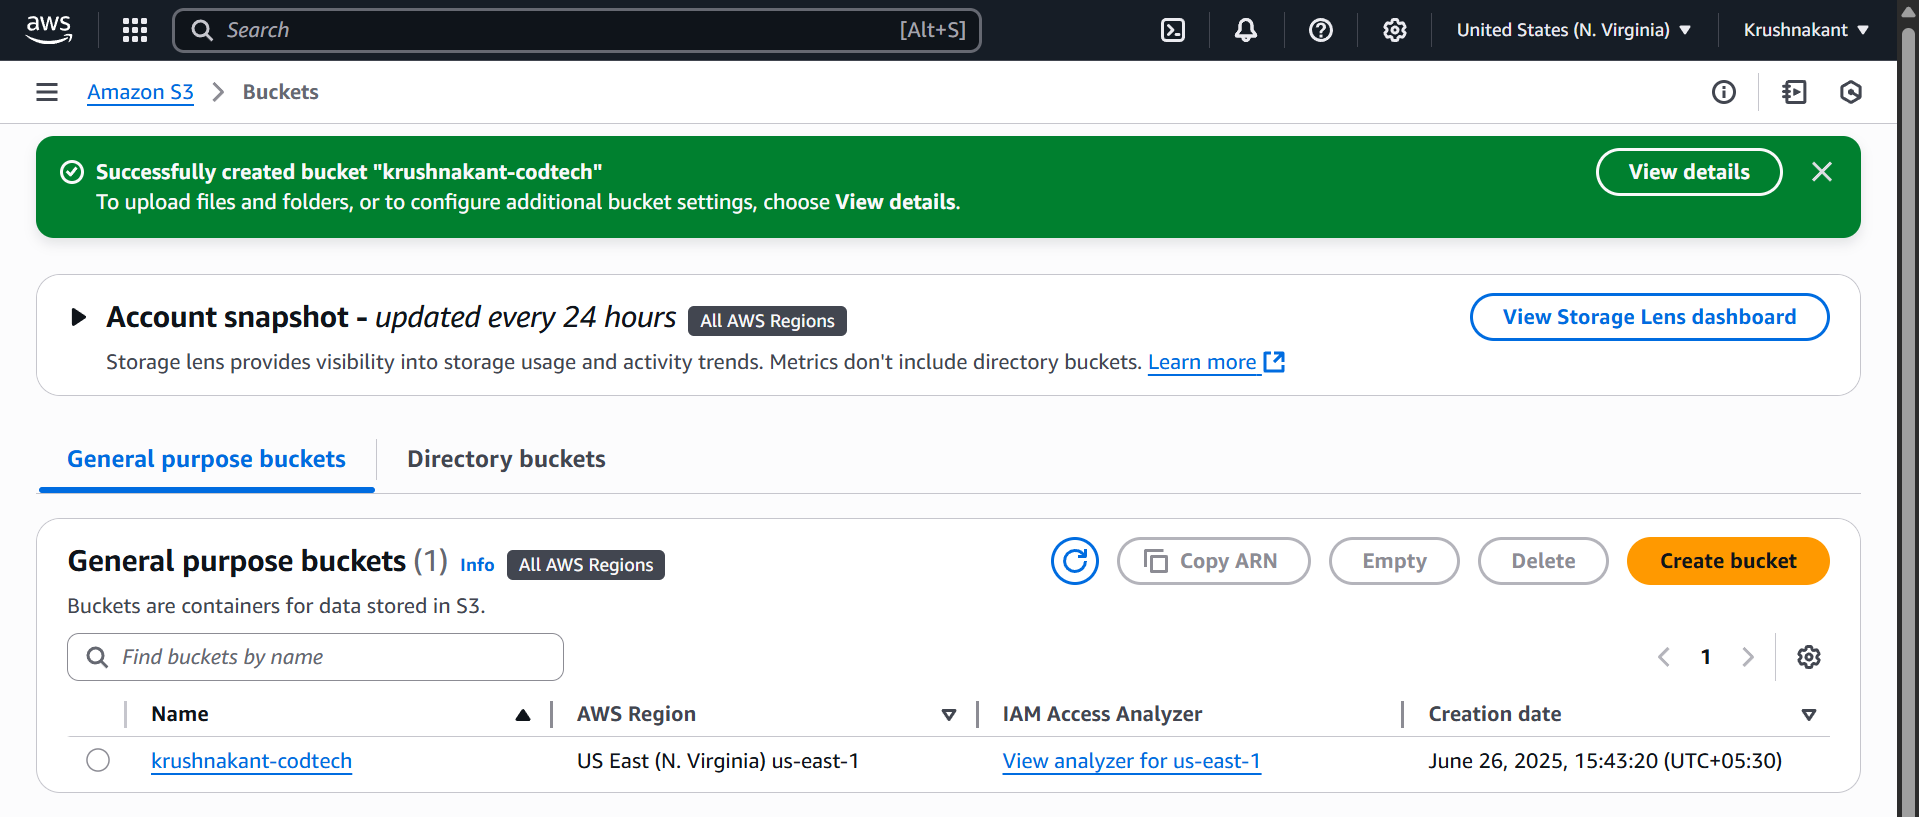 aws
Search [Alt+S]
United States (N. Virginia) ▼
Krushnakant ▼
Amazon S3 > Buckets
Successfully created bucket "krushnakant-codtech"
To upload files and folders, or to configure additional bucket settings, choose View details.
View details
Account snapshot - updated every 24 hours All AWS Regions
View Storage Lens dashboard
Storage lens provides visibility into storage usage and activity trends. Metrics don't include directory buckets. Learn more
General purpose buckets
Directory buckets
General purpose buckets (1) Info All AWS Regions
Copy ARN
Empty
Delete
Create bucket
Buckets are containers for data stored in S3.
Find buckets by name
1
Name AWS Region IAM Access Analyzer Creation date
krushnakant-codtech US East (N. Virginia) us-east-1 View analyzer for us-east-1 June 26, 2025, 15:43:20 (UTC+05:30)